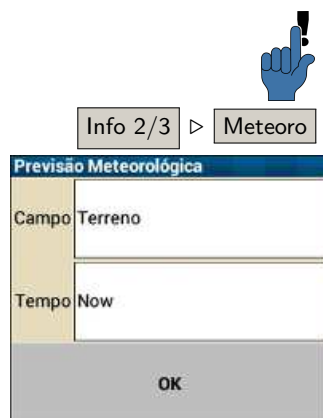 Info 2/3 ▷ Meteoro
Previsão Meteorológica
Campo Terreno
Tempo Now
OK